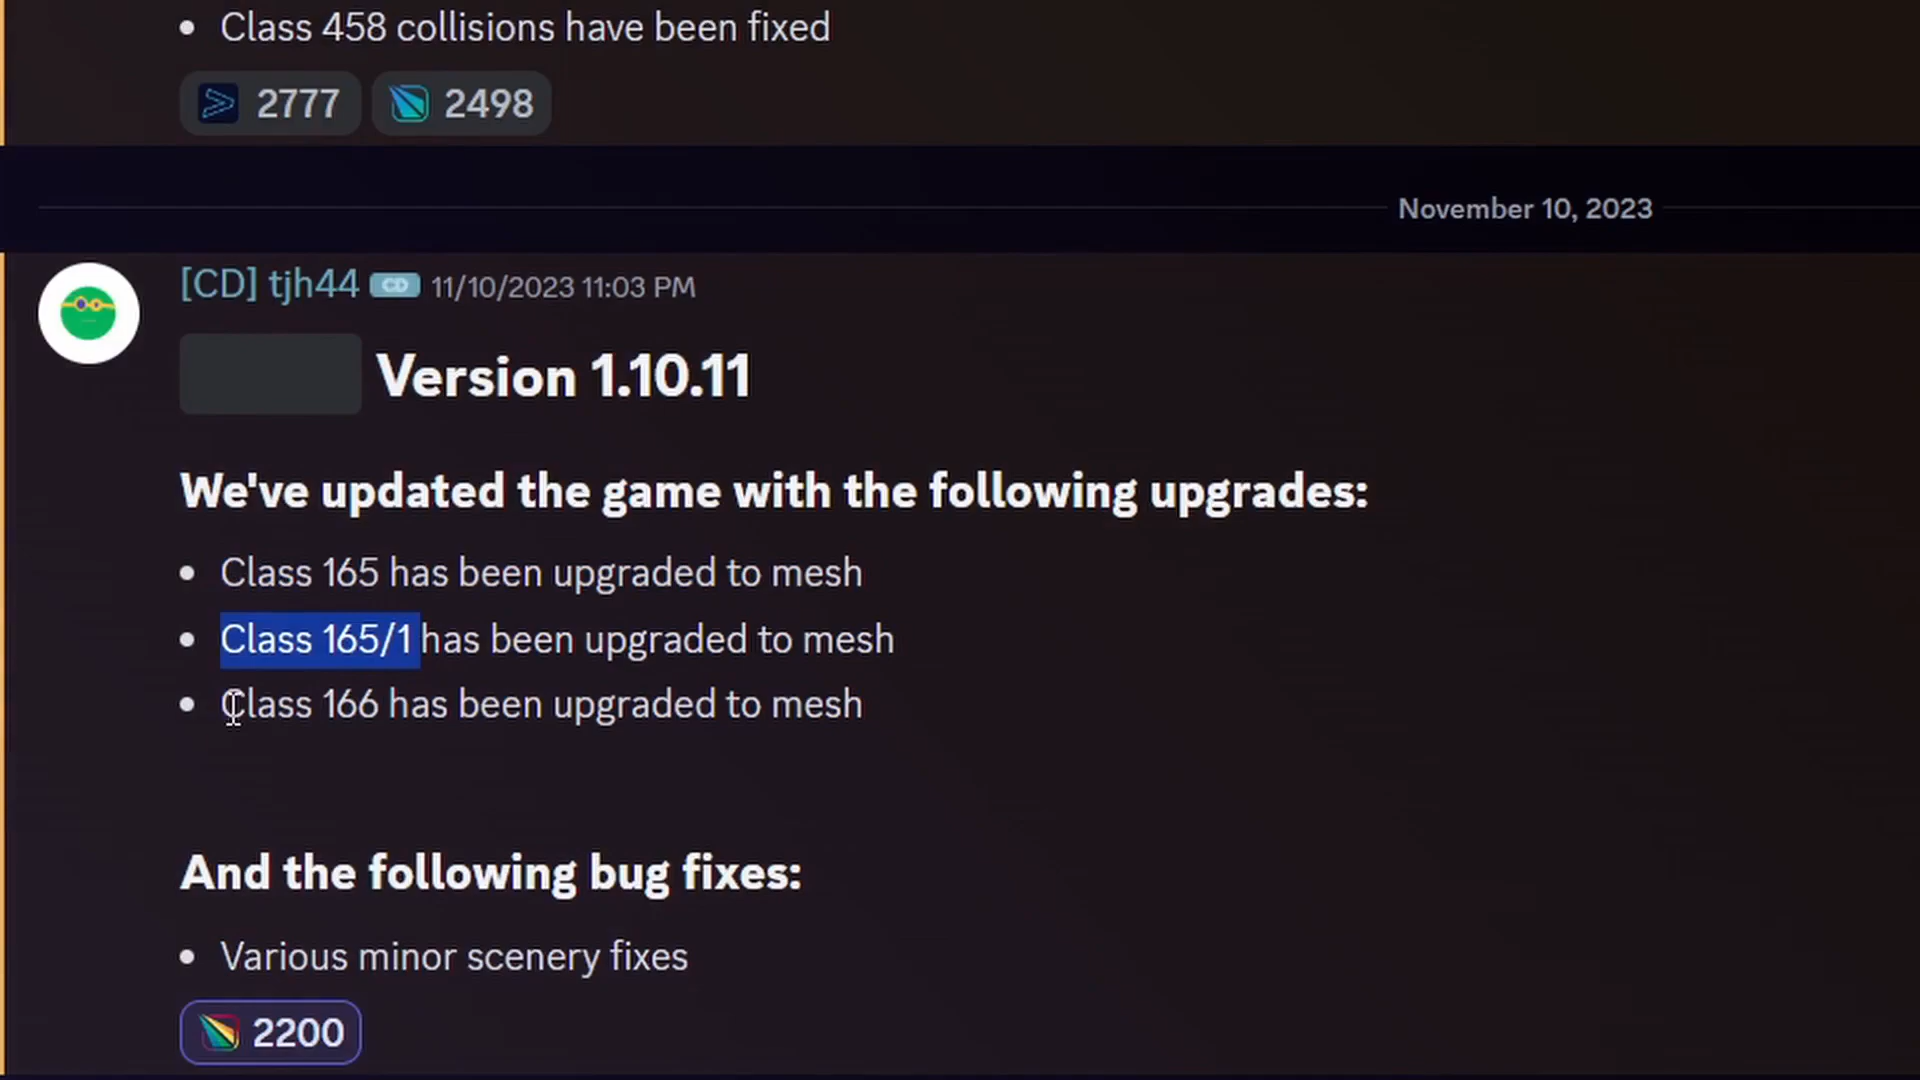 • Class 458 collisions have been fixed
2777 2498
November 10, 2023
[CD] tjh44 CD 11/10/2023 11:03 PM
Version 1.10.11
We've updated the game with the following upgrades:
• Class 165 has been upgraded to mesh
• Class 165/1 has been upgraded to mesh
• Class 166 has been upgraded to mesh
And the following bug fixes:
• Various minor scenery fixes
2200